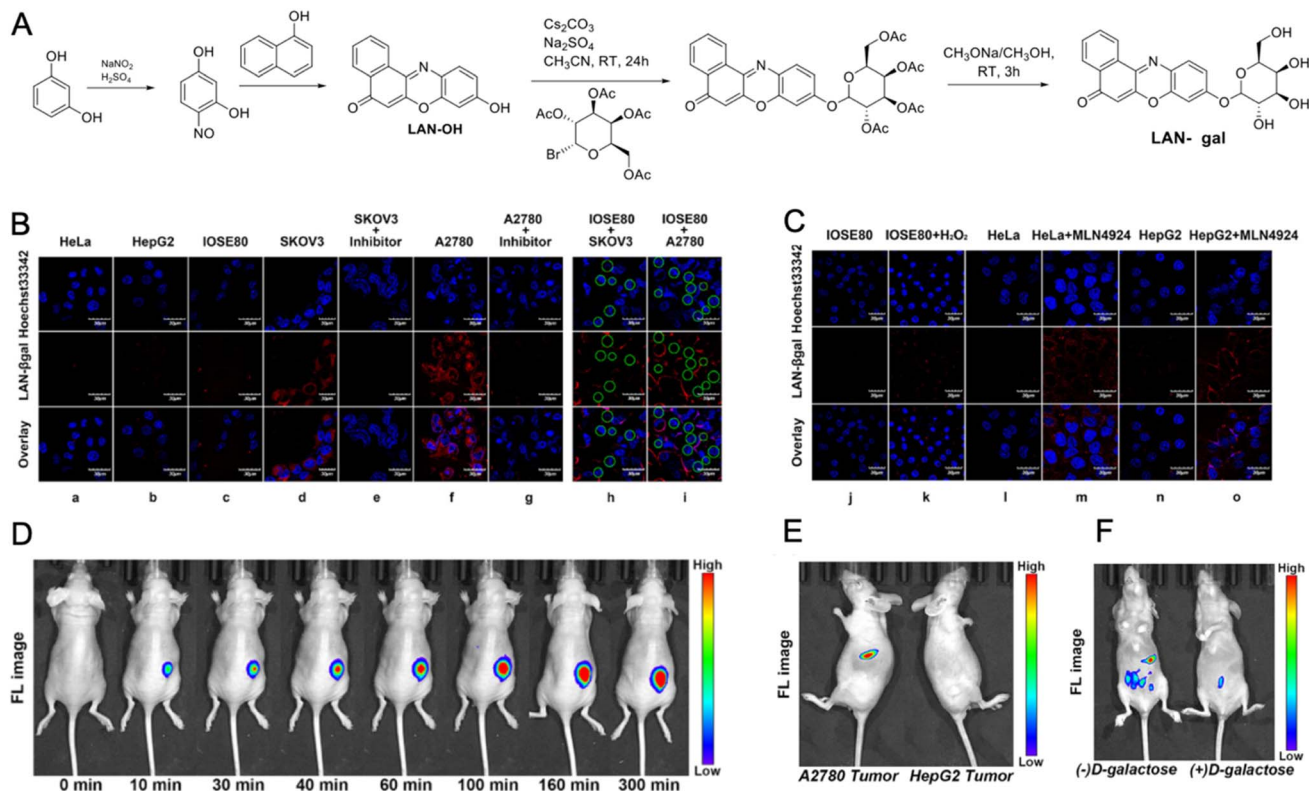 A
OH
OH
NaNO2
H2SO4
OH
OH
NO
OH
N
O
O
OH
LAN-OH
Cs2CO3
Na2SO4
CH3CN, RT, 24h
OAc
AcO
OAc
Br
O
OAc
N
O
O
O
OAc
O
OAc
OAc
OAc
CH3ONa/CH3OH,
RT, 3h
N
O
O
O
HO
O
OH
OH
OH
LAN- gal
B
HeLa
HepG2
IOSE80
SKOV3
SKOV3
+
Inhibitor
A2780
A2780
+
Inhibitor
IOSE80
+
SKOV3
IOSE80
+
A2780
Hoechst33342
LAN-βgal
Overlay
a b c d e f g h i
C
IOSE80 IOSE80+H2O2 HeLa HeLa+MLN4924 HepG2 HepG2+MLN4924
Hoechst33342
LAN-βgal
Overlay
j k l m n o
D
FL image
High
Low
0 min 10 min 30 min 40 min 60 min 100 min 160 min 300 min
E
FL image
High
Low
A2780 Tumor HepG2 Tumor
F
FL image
High
Low
(-)D-galactose (+)D-galactose